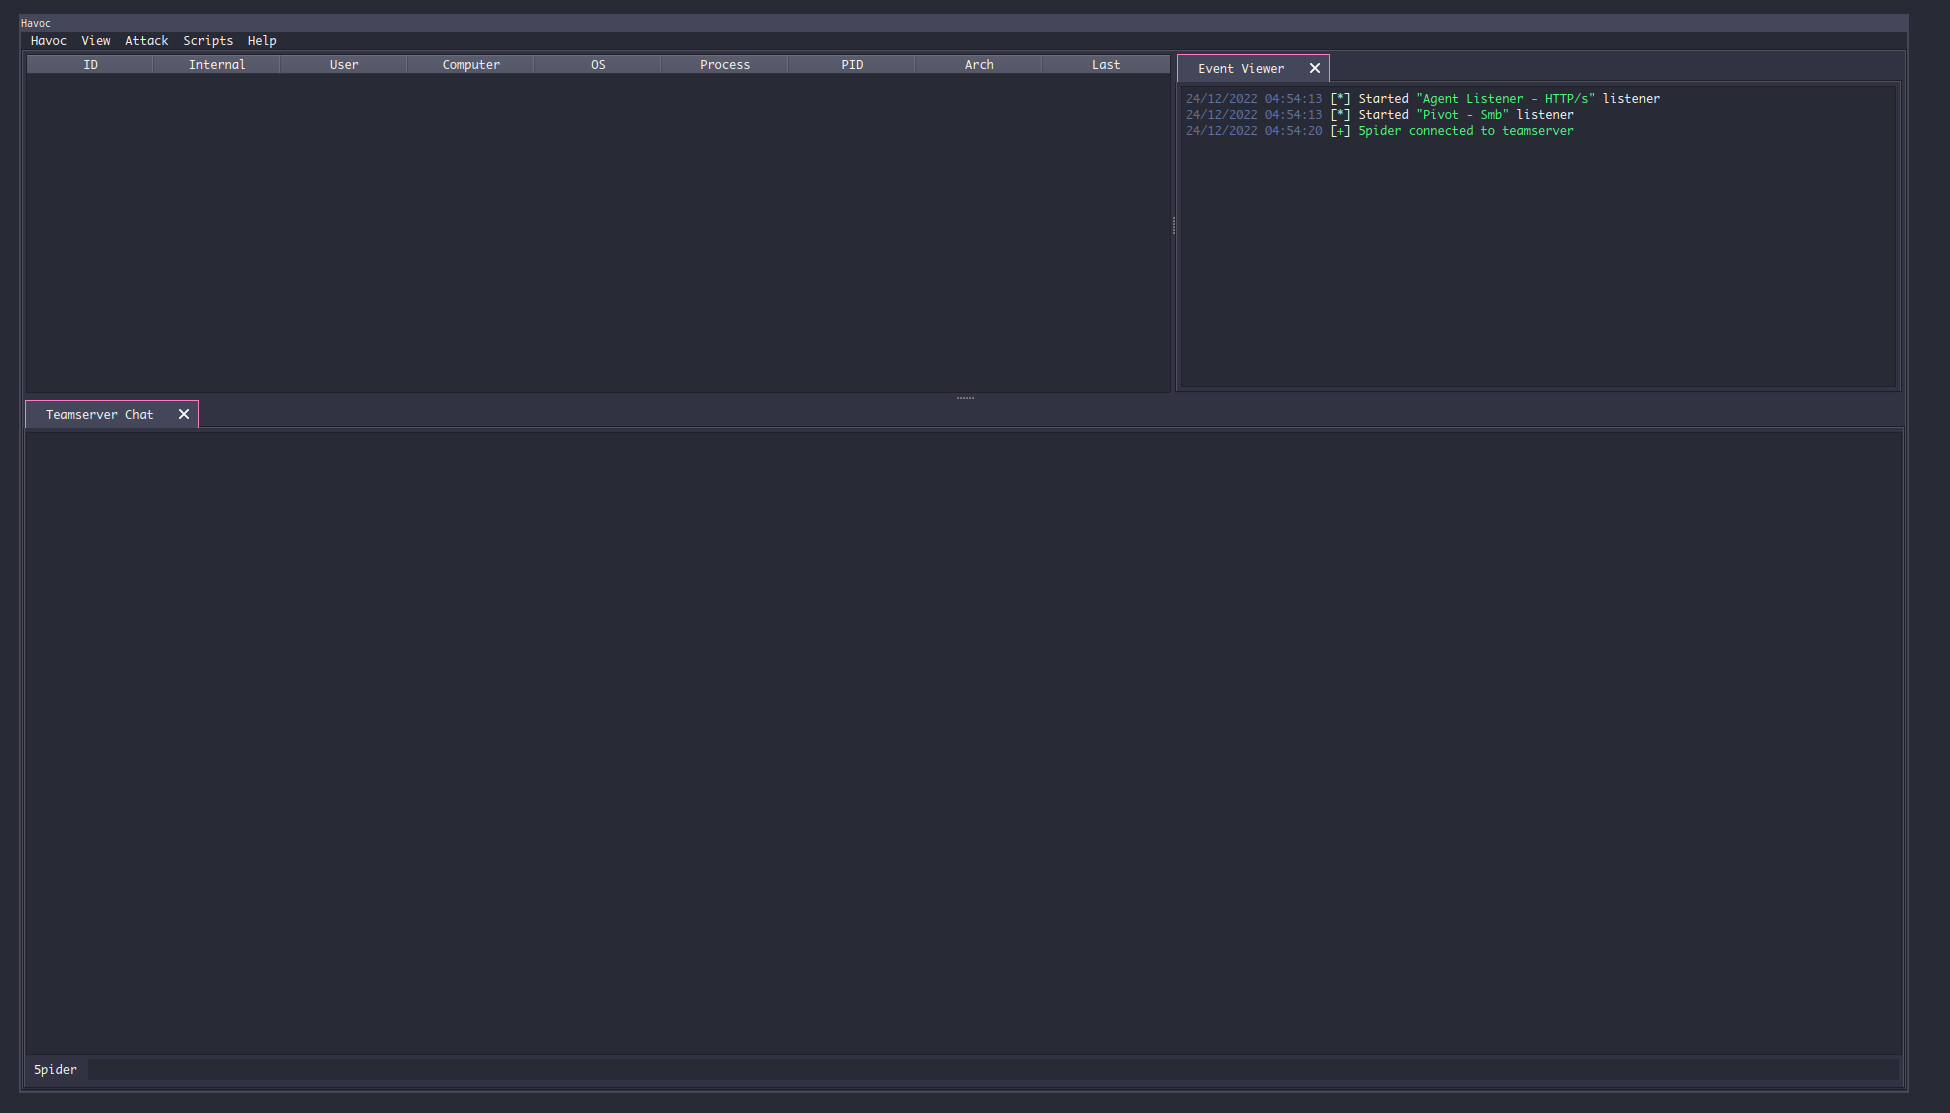 Havoc
Havoc View Attack Scripts Help
ID Internal User Computer OS Process PID Arch Last
Event Viewer
24/12/2022 04:54:13 [*] Started "Agent Listener - HTTP/s" listener
24/12/2022 04:54:13 [*] Started "Pivot - Smb" listener
24/12/2022 04:54:20 [+] 5pider connected to teamserver
Teamserver Chat
5pider